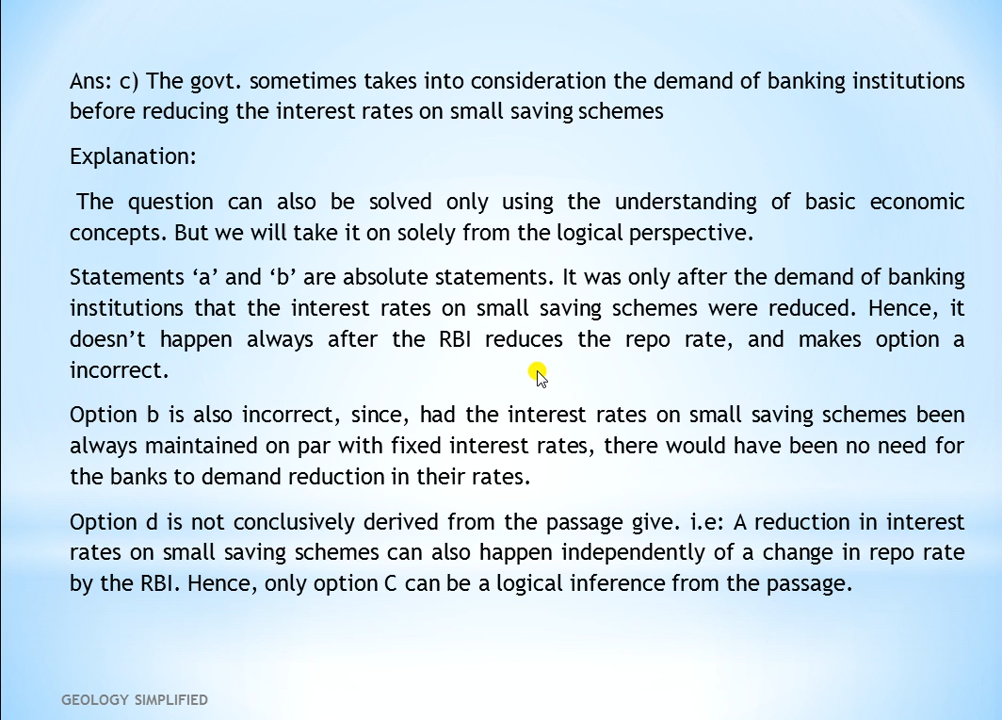 Ans: c) The govt. sometimes takes into consideration the demand of banking institutions
before reducing the interest rates on small saving schemes
Explanation:
The question can also be solved only using the understanding of basic economic
concepts. But we will take it on solely from the logical perspective.
Statements ‘a’ and ‘b’ are absolute statements. It was only after the demand of banking
institutions that the interest rates on small saving schemes were reduced. Hence, it
doesn’t happen always after the RBI reduces the repo rate, and makes option a
incorrect.
Option b is also incorrect, since, had the interest rates on small saving schemes been
always maintained on par with fixed interest rates, there would have been no need for
the banks to demand reduction in their rates.
Option d is not conclusively derived from the passage give. i.e: A reduction in interest
rates on small saving schemes can also happen independently of a change in repo rate
by the RBI. Hence, only option C can be a logical inference from the passage.
GEOLOGY SIMPLIFIED